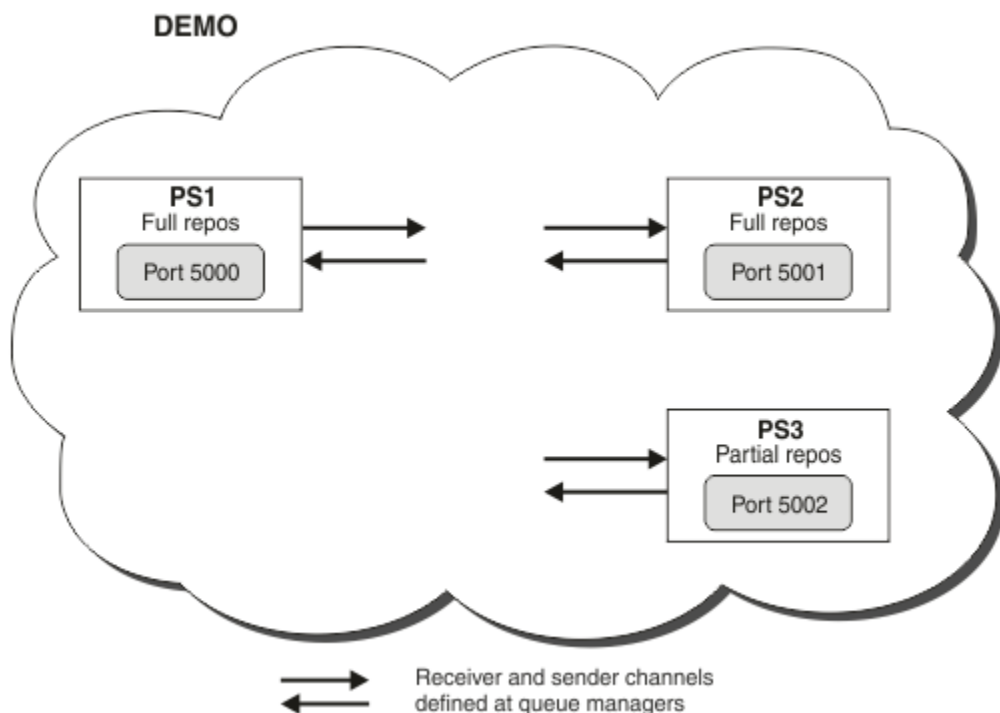 DEMO
PS1
Full repos
Port 5000
PS2
Full repos
Port 5001
PS3
Partial repos
Port 5002
Receiver and sender channels
defined at queue managers